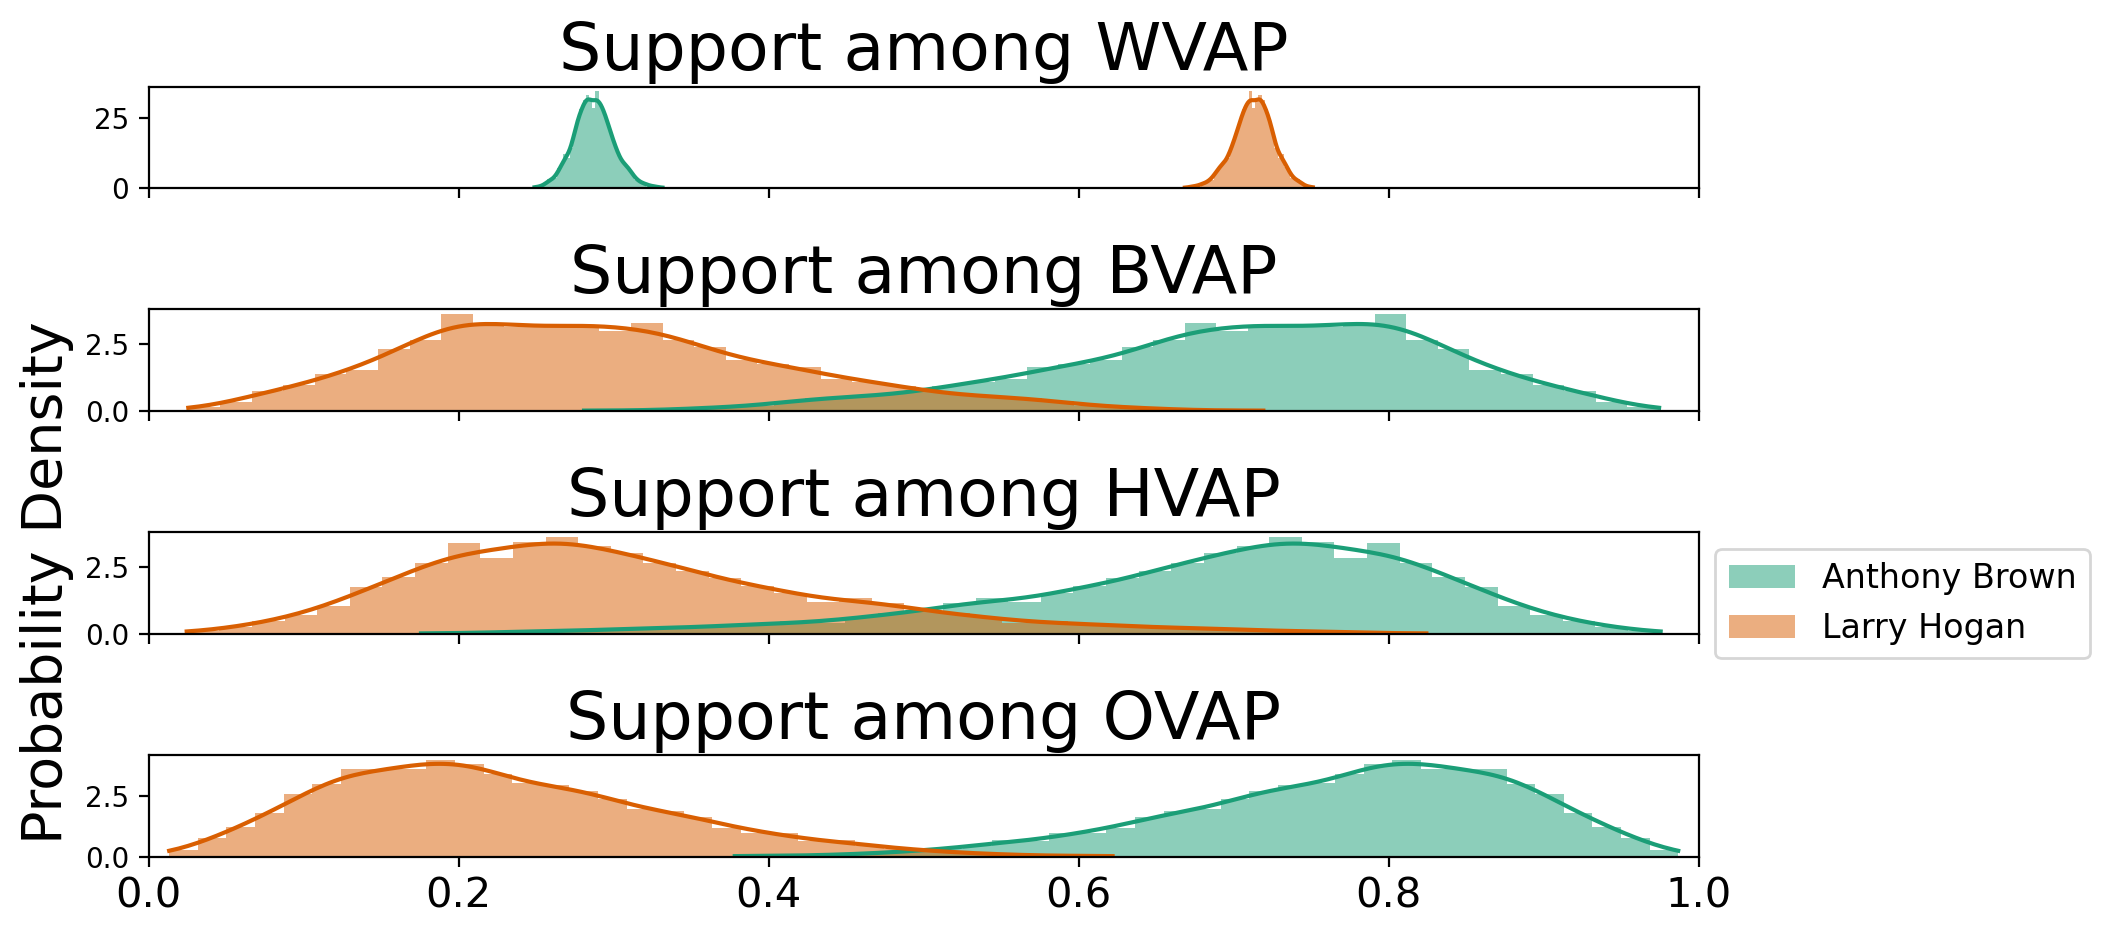 Support among WVAP
25
0
Support among BVAP
2.5
0.0
Support among HVAP
2.5
0.0
Support among OVAP
2.5
0.0
0.0 0.2 0.4 0.6 0.8 1.0
Probability Density
Anthony Brown
Larry Hogan